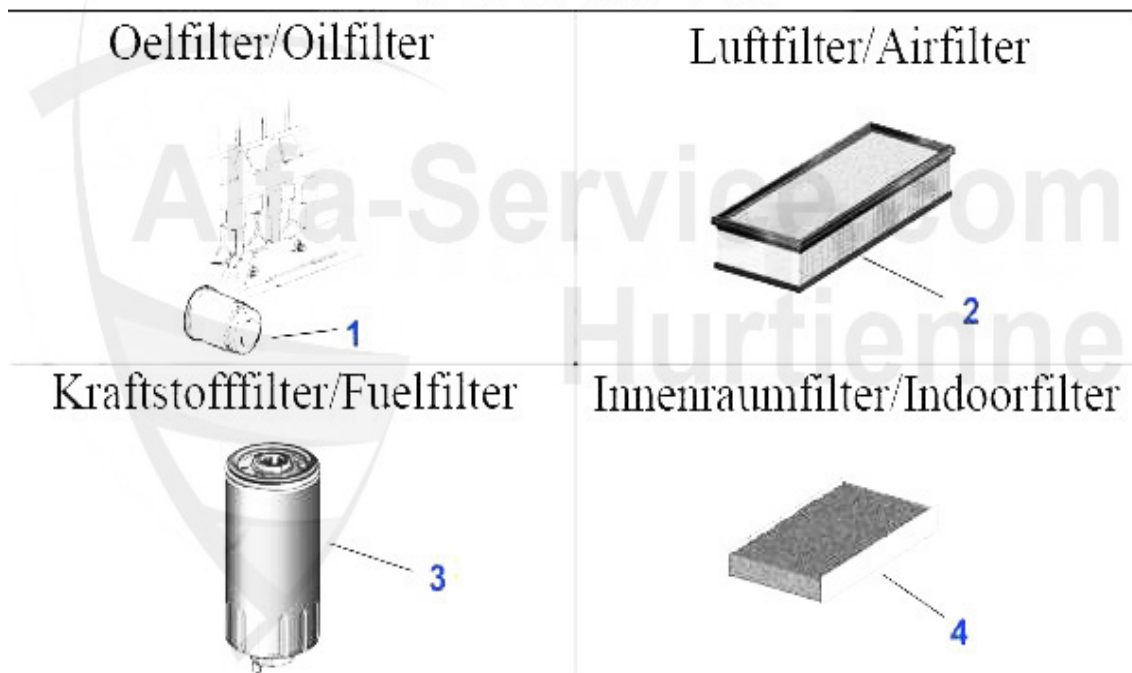 Oelfilter/Oilfilter
Luftfilter/Airfilter
Alfa-Service.com
Hurtienne
1
2
Kraftstofffilter/Fuelfilter
Innenraumfilter/Indoorfilter
3
4